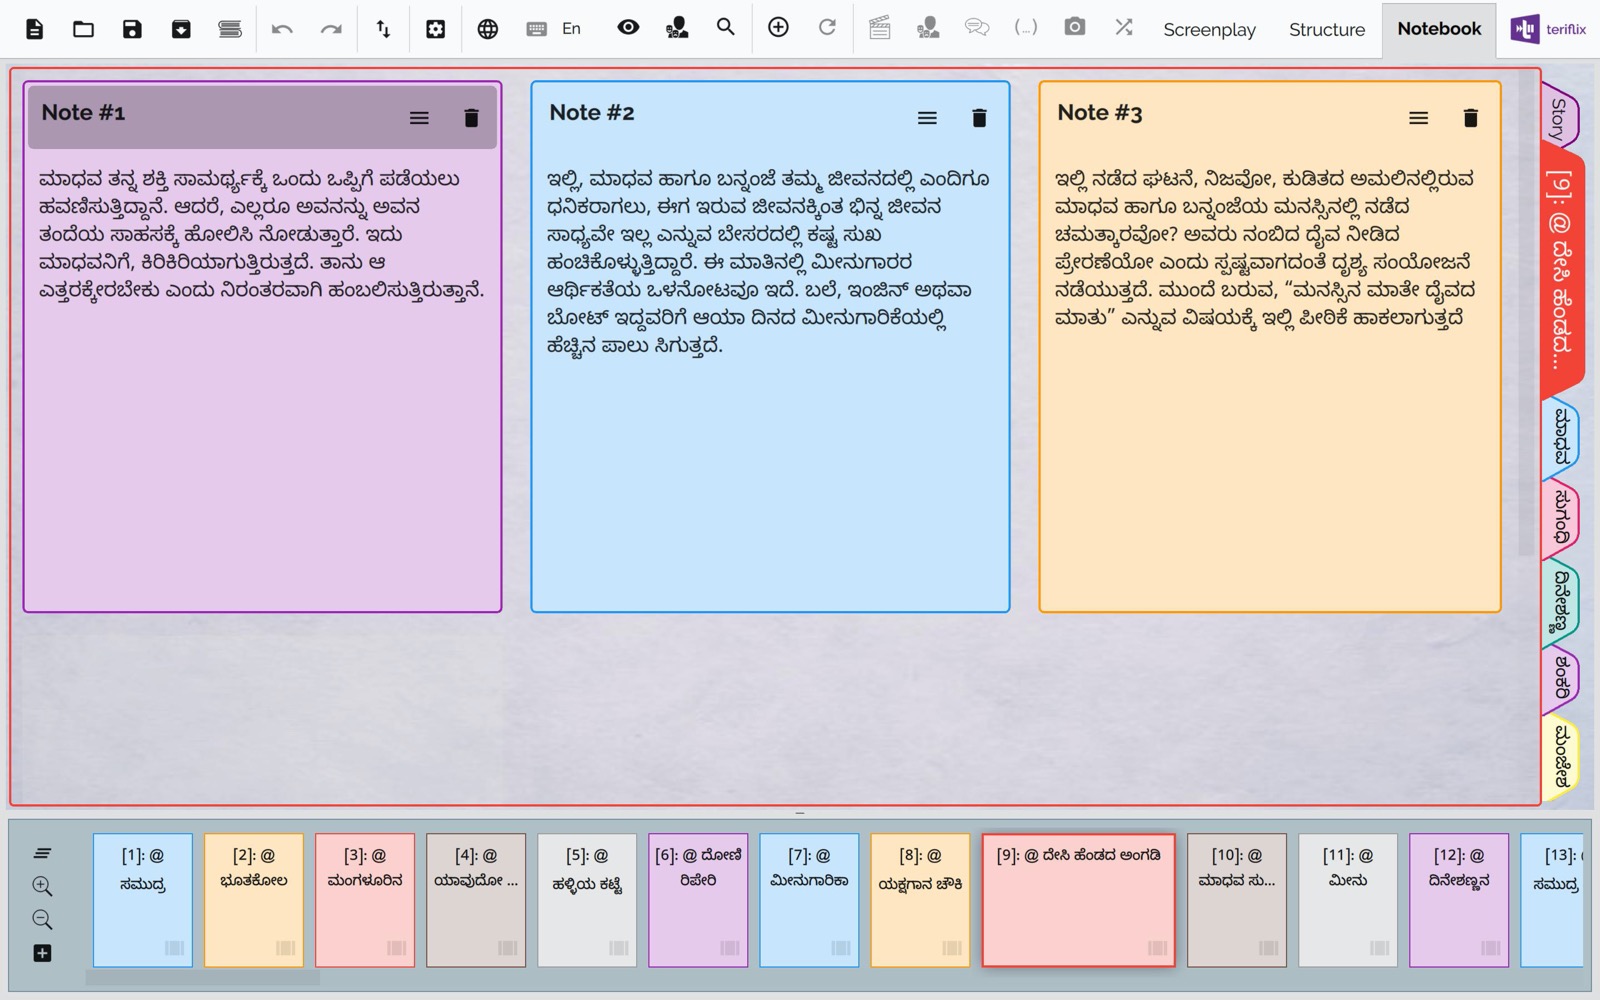 En
Screenplay
Structure
Notebook
teriflix
Note #1
ಮಾಧವ ತನ್ನ ಶಕ್ತಿ ಸಾಮರ್ಥ್ಯಕ್ಕೆ ಒಂದು ಒಪ್ಪಿಗೆ ಪಡೆಯಲು
ಹವಣಿಸುತ್ತಿದ್ದಾನೆ. ಆದರೆ, ಎಲ್ಲರೂ ಅವನನ್ನು ಅವನ
ತಂದೆಯ ಸಾಹಸಕ್ಕೆ ಹೋಲಿಸಿ ನೋಡುತ್ತಾರೆ. ಇದು
ಮಾಧವನಿಗೆ, ಕಿರಿಕಿರಿಯಾಗುತ್ತಿರುತ್ತದೆ. ತಾನು ಆ
ಎತ್ತರಕ್ಕೇರಬೇಕು ಎಂದು ನಿರಂತರವಾಗಿ ಹಂಬಲಿಸುತ್ತಿರುತ್ತಾನೆ.
Note #2
ಇಲ್ಲಿ, ಮಾಧವ ಹಾಗೂ ಬನ್ನಂಜೆ ತಮ್ಮ ಜೀವನದಲ್ಲಿ ಎಂದಿಗೂ
ಧನಿಕರಾಗಲು, ಈಗ ಇರುವ ಜೀವನಕ್ಕಿಂತ ಭಿನ್ನ ಜೀವನ
ಸಾಧ್ಯವೇ ಇಲ್ಲ ಎನ್ನುವ ಬೇಸರದಲ್ಲಿ ಕಷ್ಟ ಸುಖ
ಹಂಚಿಕೊಳ್ಳುತ್ತಿದ್ದಾರೆ. ಈ ಮಾತಿನಲ್ಲಿ ಮೀನುಗಾರರ
ಆರ್ಥಿಕತೆಯ ಒಳನೋಟವೂ ಇದೆ. ಬಲೆ, ಇಂಜಿನ್ ಅಥವಾ
ಬೋಟ್ ಇದ್ದವರಿಗೆ ಆಯಾ ದಿನದ ಮೀನುಗಾರಿಕೆಯಲ್ಲಿ
ಹೆಚ್ಚಿನ ಪಾಲು ಸಿಗುತ್ತದೆ.
Note #3
ಇಲ್ಲಿ ನಡೆದ ಘಟನೆ, ನಿಜವೋ, ಕುಡಿತದ ಅಮಲಿನಲ್ಲಿರುವ
ಮಾಧವ ಹಾಗೂ ಬನ್ನಂಜೆಯ ಮನಸ್ಸಿನಲ್ಲಿ ನಡೆದ
ಚಮತ್ಕಾರವೋ? ಅವರು ನಂಬಿದ ದೈವ ನೀಡಿದ
ಪ್ರೇರಣೆಯೋ ಎಂದು ಸ್ಪಷ್ಟವಾಗದಂತೆ ದೃಶ್ಯ ಸಂಯೋಜನೆ
ನಡೆಯುತ್ತದೆ. ಮುಂದೆ ಬರುವ, “ಮನಸ್ಸಿನ ಮಾತೇ ದೈವದ
ಮಾತು” ಎನ್ನುವ ವಿಷಯಕ್ಕೆ ಇಲ್ಲಿ ಪೀಠಿಕೆ ಹಾಕಲಾಗುತ್ತದೆ
Story
[9]: @ ದೇಸಿ ಹೆಂಡದ...
ಮಾಧವ
ಸುಗಂಧಿ
ದಿನೇಶಣ್ಣ
ಶಂಕರಿ
ಮಂಜೇಶ
[1]: @
ಸಮುದ್ರ
[2]: @
ಭೂತಕೋಲ
[3]: @
ಮಂಗಳೂರಿನ
[4]: @
ಯಾವುದೋ ...
[5]: @
ಹಳ್ಳಿಯ ಕಟ್ಟೆ
[6]: @ ದೋಣಿ
ರಿಪೇರಿ
[7]: @
ಮೀನುಗಾರಿಕಾ
[8]: @
ಯಕ್ಷಗಾನ ಚೌಕಿ
[9]: @ ದೇಸಿ ಹೆಂಡದ ಅಂಗಡಿ
[10]: @
ಮಾಧವ ಸು...
[11]: @
ಮೀನು
[12]: @
ದಿನೇಶಣ್ಣನ
[13]:
ಸಮುದ್ರ